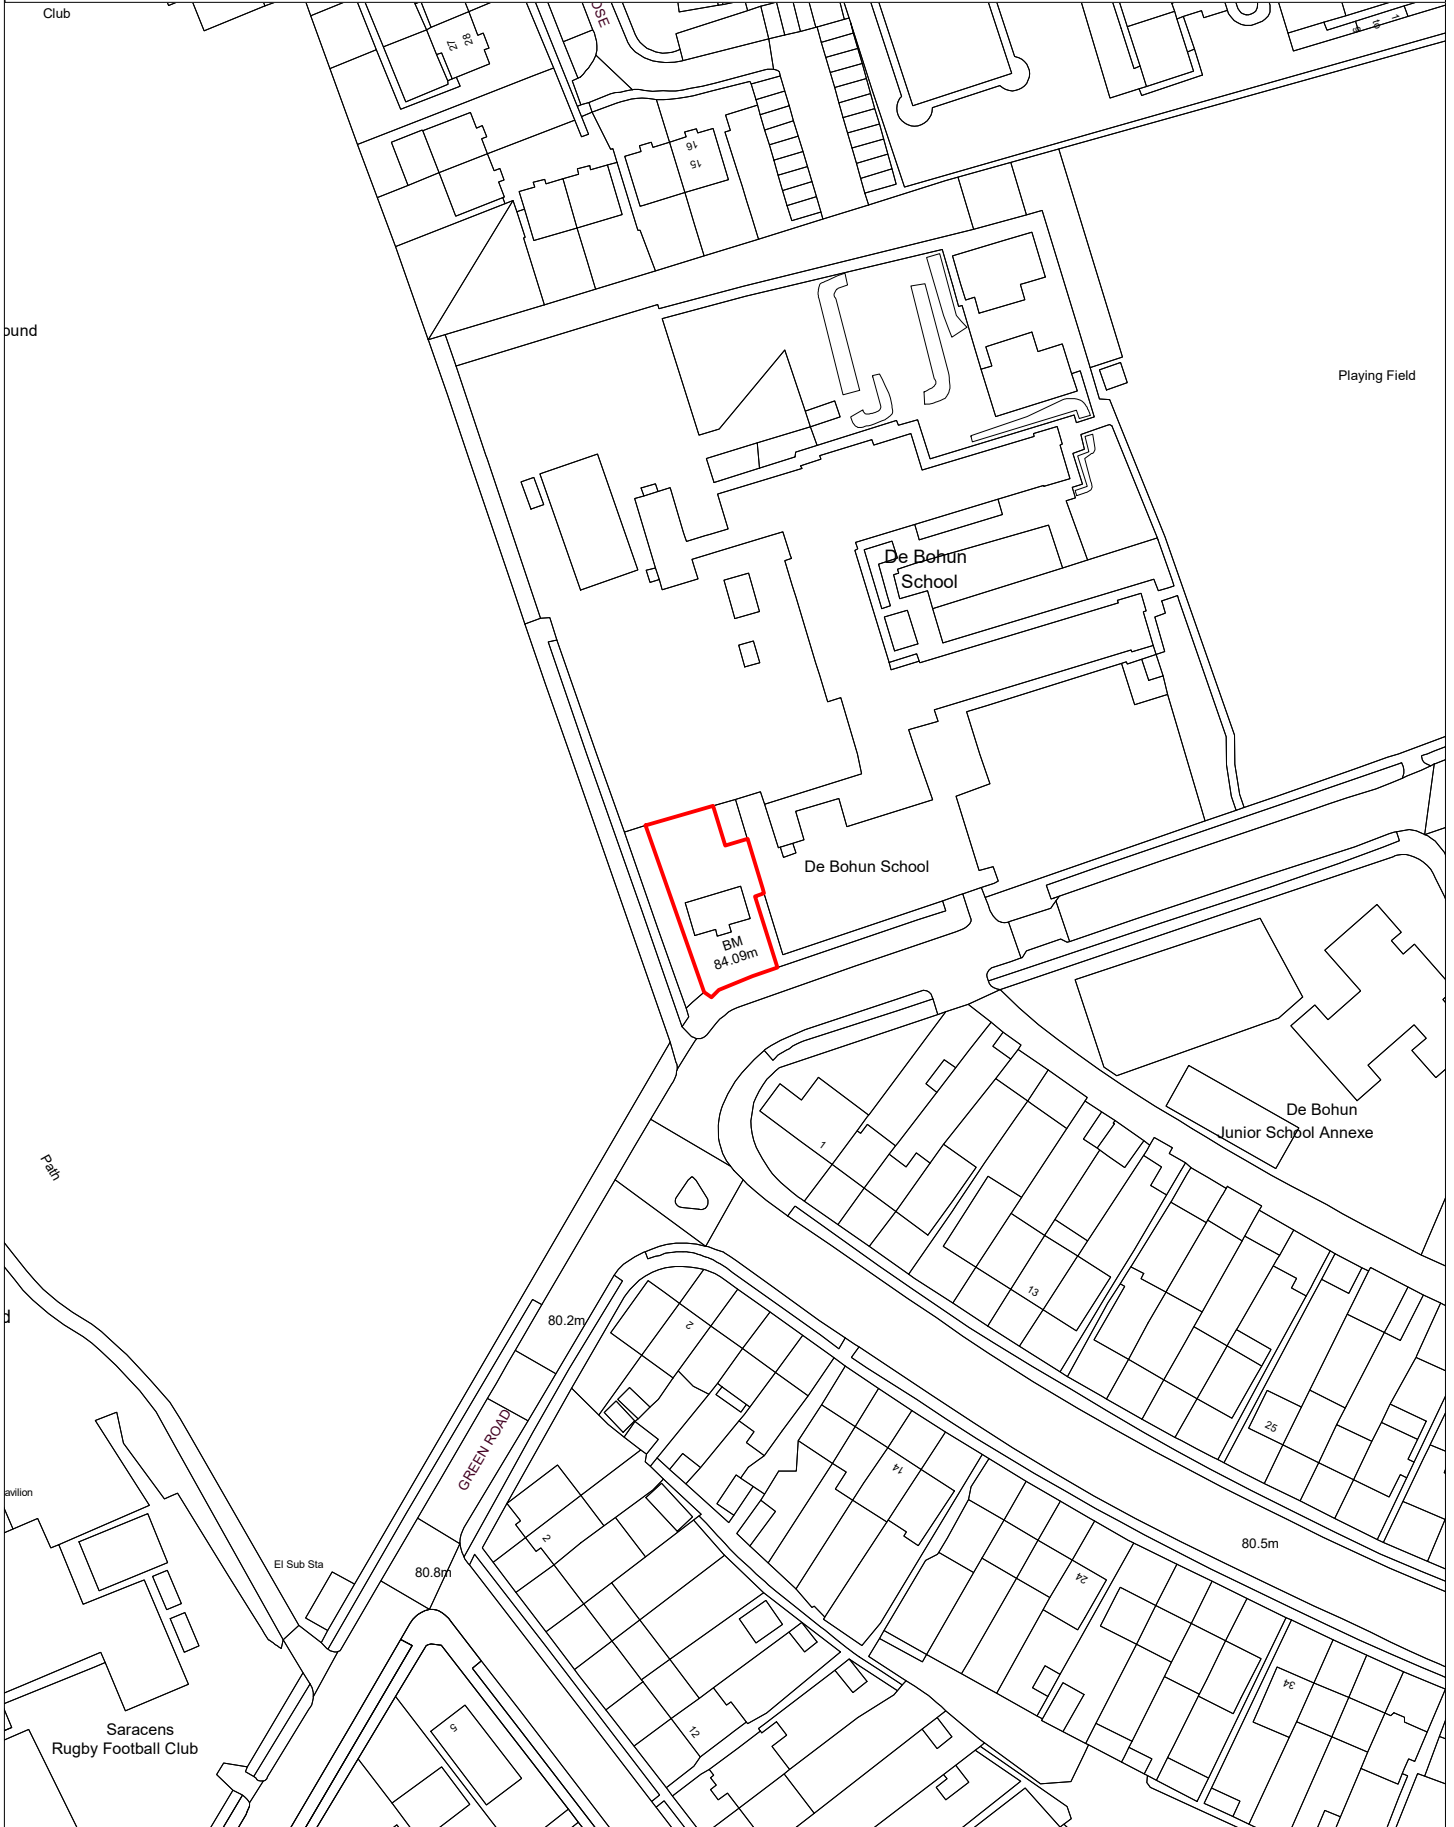 Club
OSE
27
28
16
15
ound
Playing Field
De Bohun
School
De Bohun School
BM
84.09m
De Bohun
Junior School Annexe
1
Path
13
80.2m
2
GREEN ROAD
25
14
avilion
2
80.5m
El Sub Sta
80.8m
24
34
Saracens
Rugby Football Club
5
12